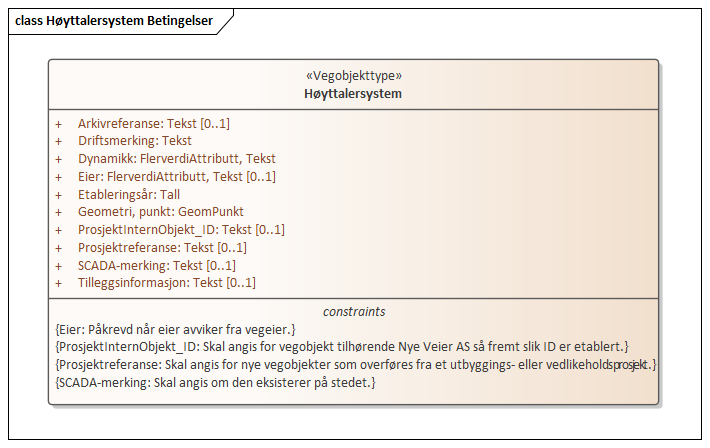 class Høyttalersystem Betingelser
«Vegobjekttype»
Høyttalersystem
+ Arkivreferanse: Tekst [0..1]
+ Driftsmerking: Tekst
+ Dynamikk: FlerverdiAttributt, Tekst
+ Eier: FlerverdiAttributt, Tekst [0..1]
+ Etableringsår: Tall
+ Geometri, punkt: GeomPunkt
+ ProsjektInternObjekt_ID: Tekst [0..1]
+ Prosjektreferanse: Tekst [0..1]
+ SCADA-merking: Tekst [0..1]
+ Tilleggsinformasjon: Tekst [0..1]
constraints
{Eier: Påkrevd når eier avviker fra vegeier.}
{ProsjektInternObjekt_ID: Skal angis for vegobjekt tilhørende Nye Veier AS så fremt slik ID er etablert.}
{Prosjektreferanse: Skal angis for nye vegobjekter som overføres fra et utbyggings- eller vedlikeholdsprosjekt.}
{SCADA-merking: Skal angis om den eksisterer på stedet.}